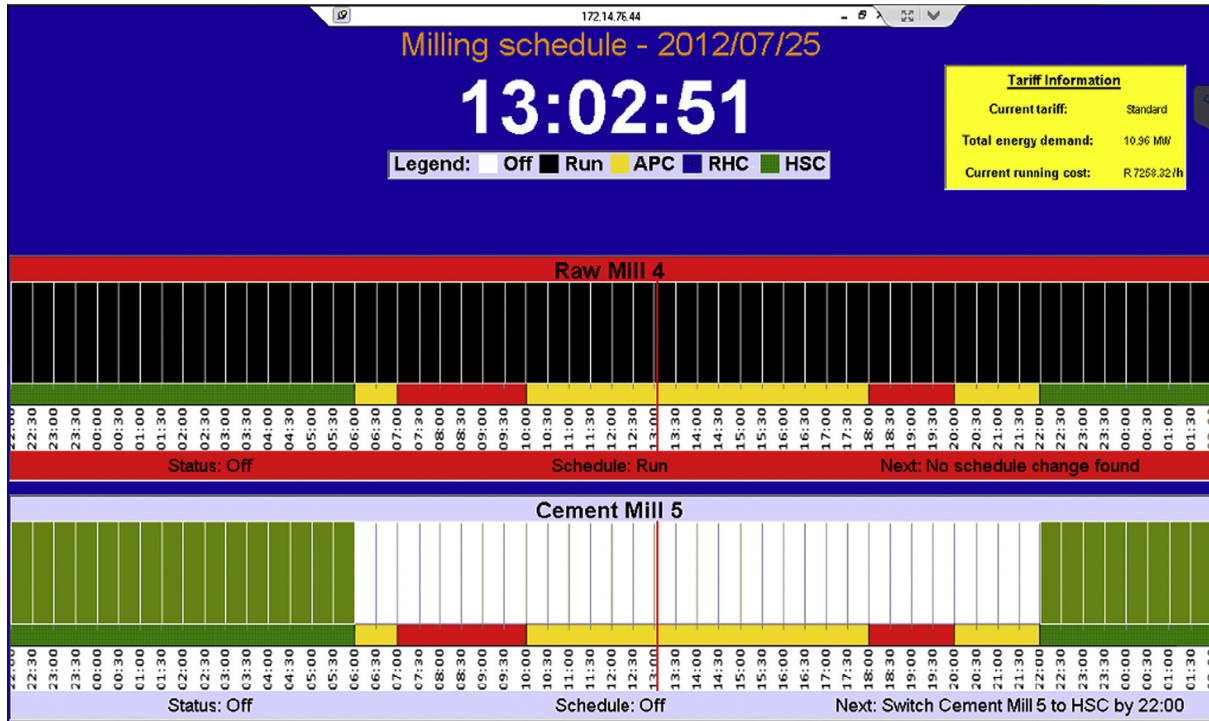 172.14.76.44
Milling schedule - 2012/07/25
13:02:51
Legend: Off Run APC RHC HSC
Tariff Information
Current tariff: Standard
Total energy demand: 10.96 MW
Current running cost: R 7258.32 /h
Raw Mill 4
22:00 22:30 23:00 23:30 00:00 00:30 01:00 01:30 02:00 02:30 03:00 03:30 04:00 04:30 05:00 05:30 06:00 06:30 07:00 07:30 08:00 08:30 09:00 09:30 10:00 10:30 11:00 11:30 12:00 12:30 13:00 13:30 14:00 14:30 15:00 15:30 16:00 16:30 17:00 17:30 18:00 18:30 19:00 19:30 20:00 20:30 21:00 21:30 22:00 22:30 23:00 23:30 00:00 00:30 01:00 01:30
Status: Off Schedule: Run Next: No schedule change found
Cement Mill 5
22:00 22:30 23:00 23:30 00:00 00:30 01:00 01:30 02:00 02:30 03:00 03:30 04:00 04:30 05:00 05:30 06:00 06:30 07:00 07:30 08:00 08:30 09:00 09:30 10:00 10:30 11:00 11:30 12:00 12:30 13:00 13:30 14:00 14:30 15:00 15:30 16:00 16:30 17:00 17:30 18:00 18:30 19:00 19:30 20:00 20:30 21:00 21:30 22:00 22:30 23:00 23:30 00:00 00:30 01:00 01:30
Status: Off Schedule: Off Next: Switch Cement Mill 5 to HSC by 22:00